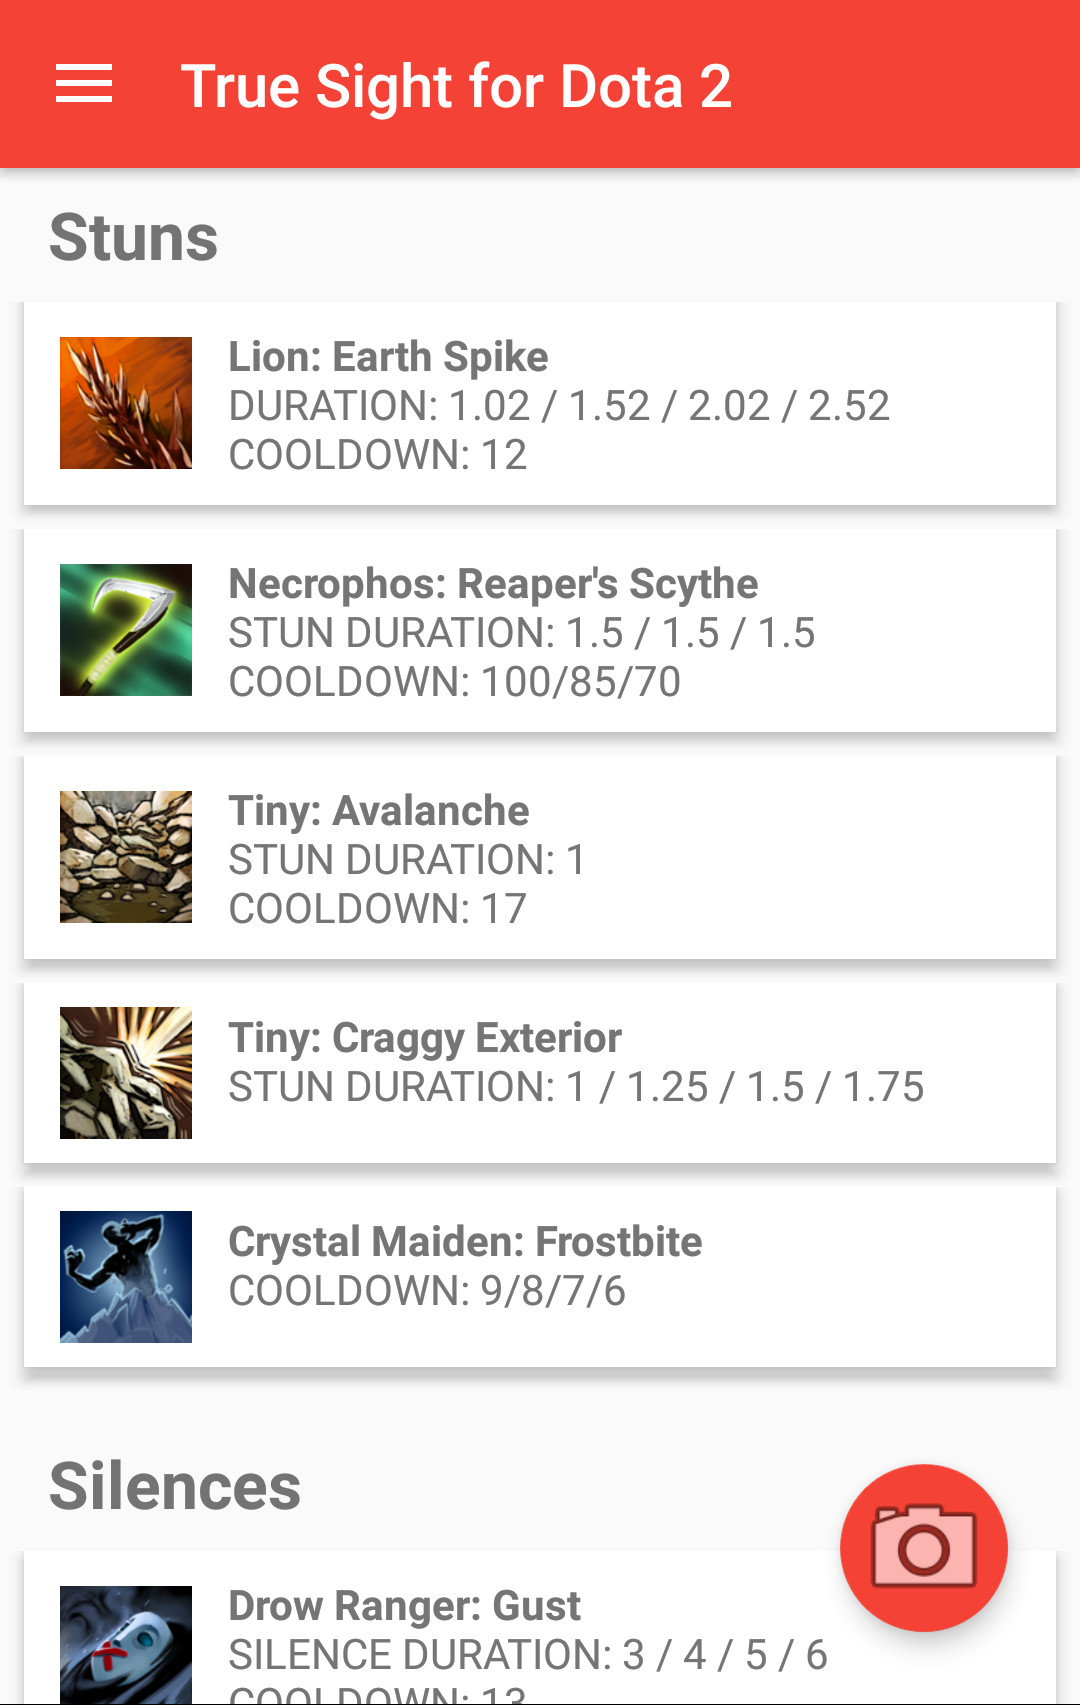 True Sight for Dota 2
Stuns
Lion: Earth Spike
DURATION: 1.02 / 1.52 / 2.02 / 2.52
COOLDOWN: 12
Necrophos: Reaper's Scythe
STUN DURATION: 1.5 / 1.5 / 1.5
COOLDOWN: 100/85/70
Tiny: Avalanche
STUN DURATION: 1
COOLDOWN: 17
Tiny: Craggy Exterior
STUN DURATION: 1 / 1.25 / 1.5 / 1.75
Crystal Maiden: Frostbite
COOLDOWN: 9/8/7/6
Silences
Drow Ranger: Gust
SILENCE DURATION: 3 / 4 / 5 / 6
COOLDOWN: 13